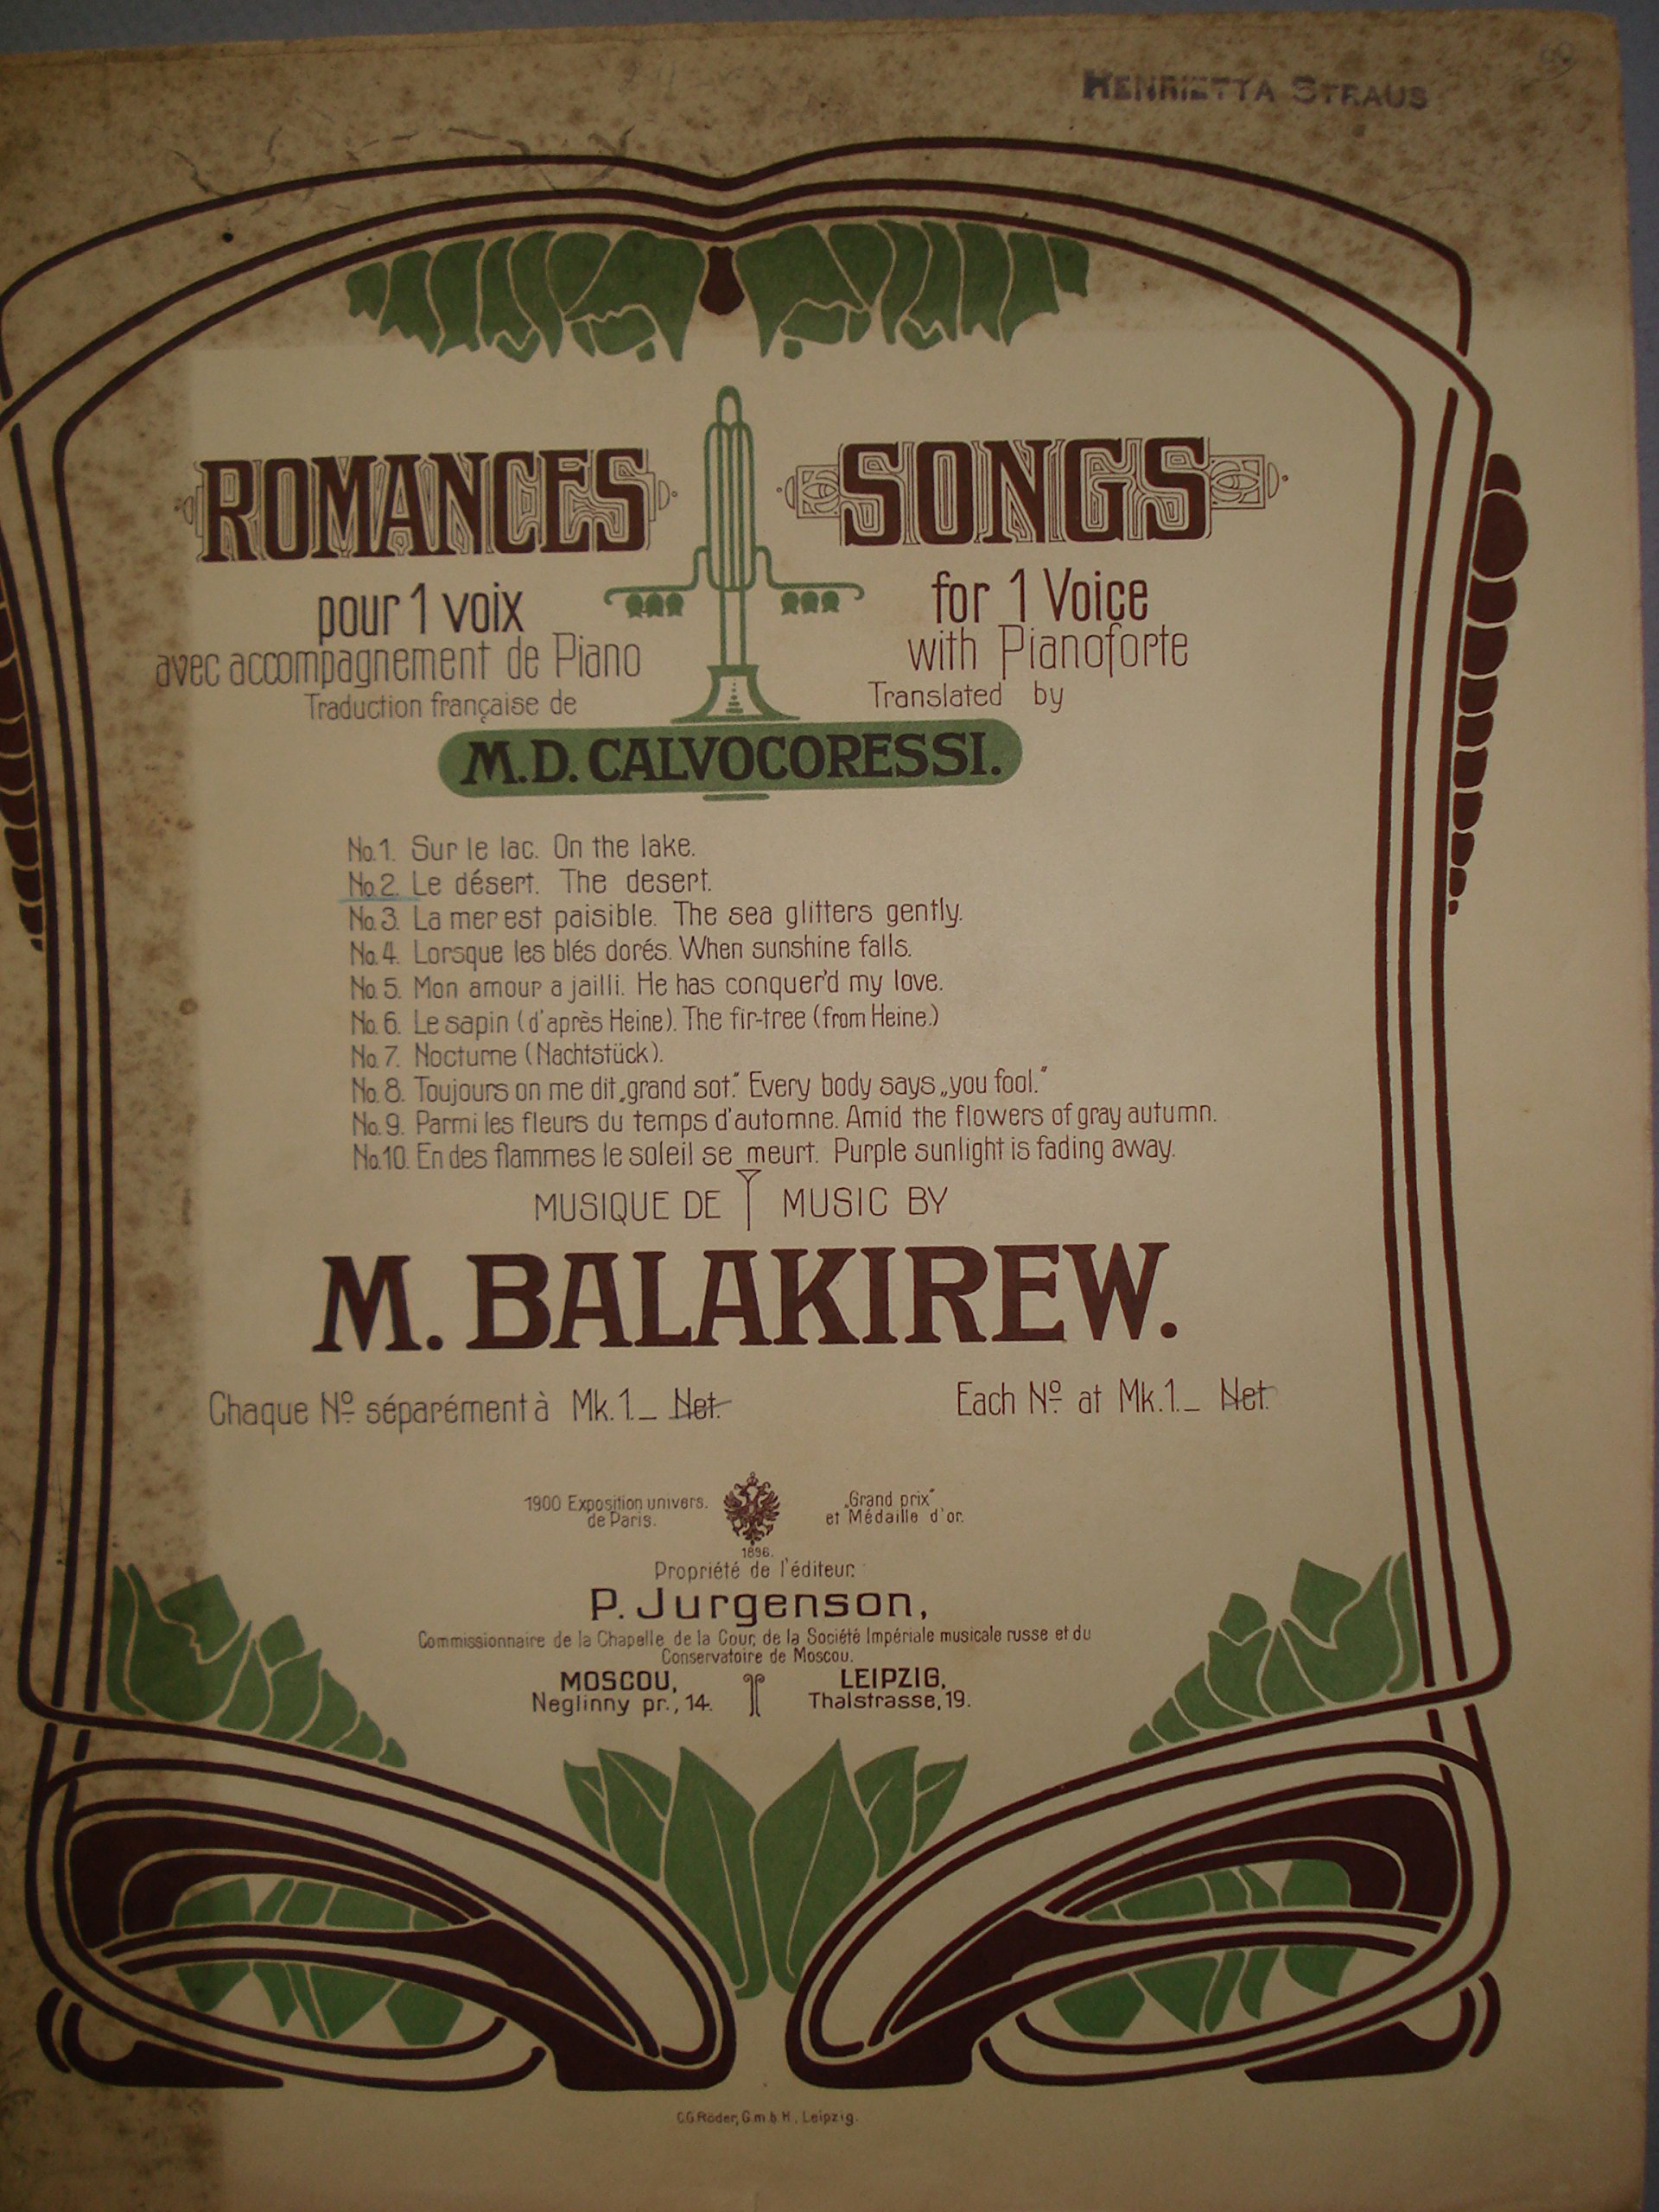 HENRIETTA STRAUS
ROMANCES
pour 1 voix
avec accompagnement de Piano
Traduction française de
SONGS
for 1 Voice
with Pianoforte
Translated by
M.D. CALVOCORESSI.
No.1. Sur le lac. On the lake.
No.2. Le désert. The desert.
No.3. La mer est paisible. The sea glitters gently.
No.4. Lorsque les blés dorés. When sunshine falls.
No.5. Mon amour a jailli. He has conquer'd my love.
No.6. Le sapin (d'après Heine). The fir-tree (from Heine.)
No.7. Nocturne (Nachtstück).
No.8. Toujours on me dit „grand sot." Every body says „you fool."
No.9. Parmi les fleurs du temps d'automne. Amid the flowers of gray autumn.
No.10. En des flammes le soleil se meurt. Purple sunlight is fading away.
MUSIQUE DE MUSIC BY
M. BALAKIREW.
Chaque No séparément à Mk.1._ Net. Each No at Mk.1._ Net.
1900 Exposition univers.
de Paris.
„Grand prix"
et Médaille d'or.
1896.
Propriété de l'éditeur:
P. Jurgenson,
Commissionnaire de la Chapelle de la Cour, de la Société Impériale musicale russe et du
Conservatoire de Moscou.
MOSCOU,
Neglinny pr., 14.
LEIPZIG,
Thalstrasse, 19.
C.G. Röder, G.m.b.H., Leipzig.